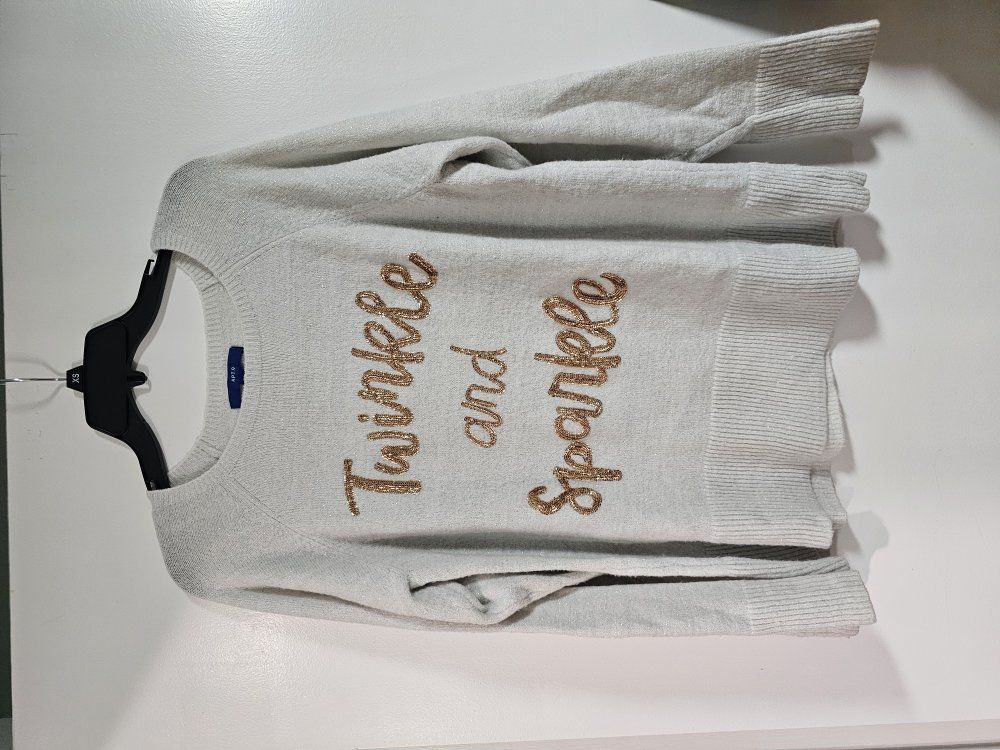 XS
APT.9
Twinkle
and
Sparkle